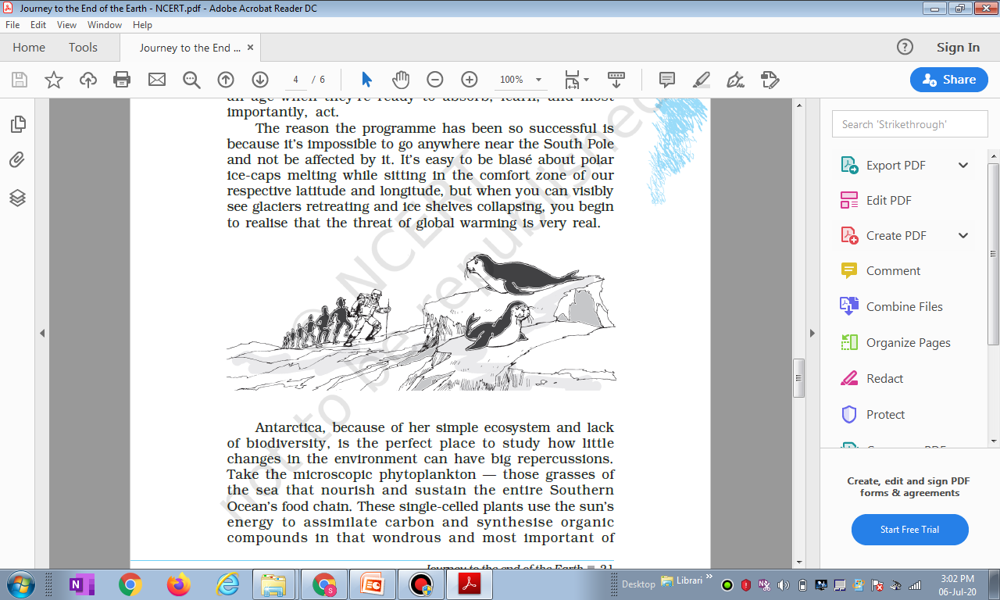 Journey to the End of the Earth - NCERT.pdf - Adobe Acrobat Reader DC
File Edit View Window Help
Home Tools Journey to the End ... × ? Sign In
4 / 6 100% Share
an age when they're ready to absorb, learn, and most
importantly, act.
The reason the programme has been so successful is
because it's impossible to go anywhere near the South Pole
and not be affected by it. It's easy to be blasé about polar
ice-caps melting while sitting in the comfort zone of our
respective latitude and longitude, but when you can visibly
see glaciers retreating and ice shelves collapsing, you begin
to realise that the threat of global warming is very real.
© NCERT
not to be republished
Antarctica, because of her simple ecosystem and lack
of biodiversity, is the perfect place to study how little
changes in the environment can have big repercussions.
Take the microscopic phytoplankton — those grasses of
the sea that nourish and sustain the entire Southern
Ocean's food chain. These single-celled plants use the sun's
energy to assimilate carbon and synthesise organic
compounds in that wondrous and most important of
Journey to the end of the Earth 21
Search 'Strikethrough'
Export PDF
Edit PDF
Create PDF
Comment
Combine Files
Organize Pages
Redact
Protect
Create, edit and sign PDF
forms & agreements
Start Free Trial
Desktop Librari »
3:02 PM
06-Jul-20